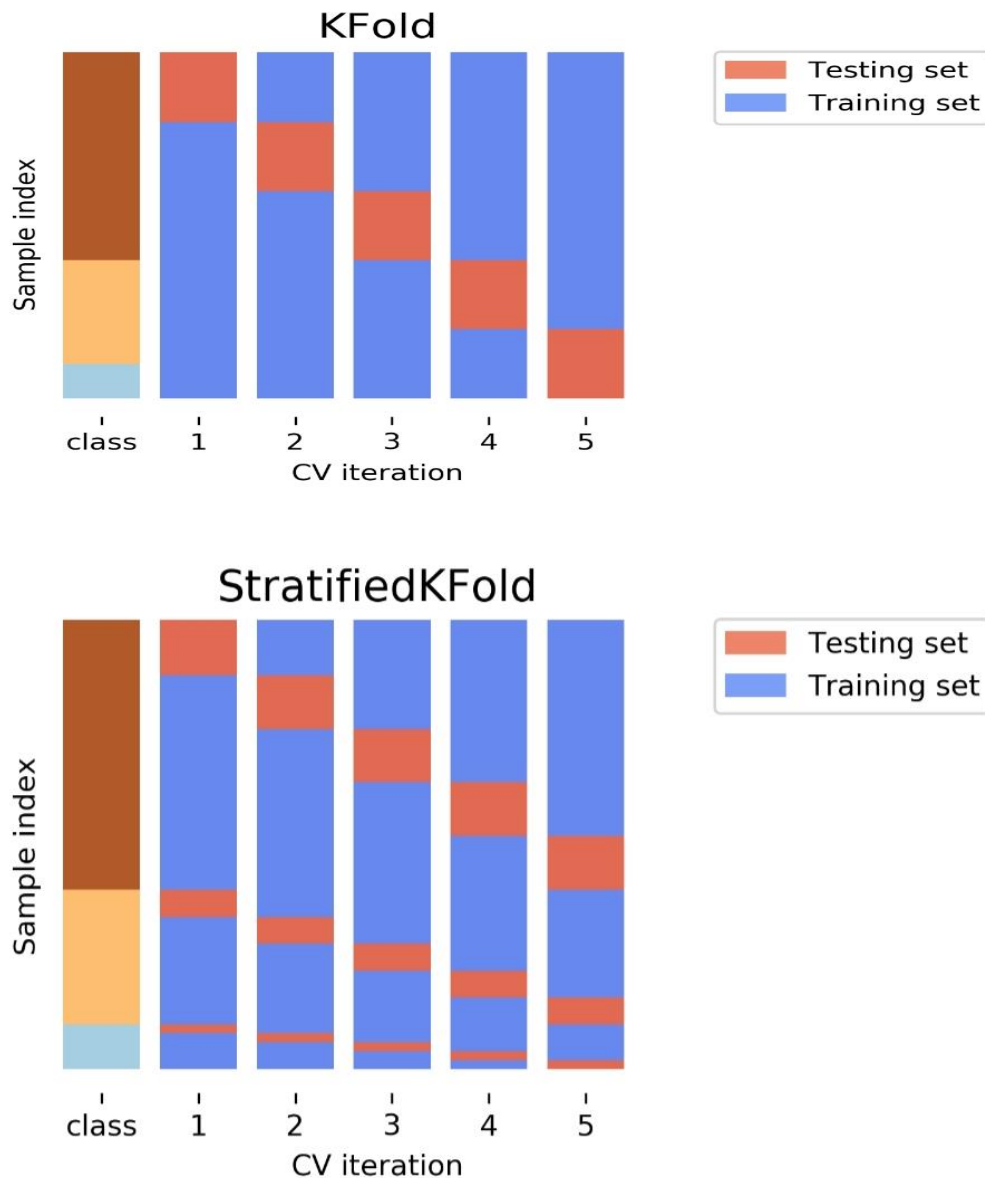 KFold
Testing set
Training set
Sample index
class 1 2 3 4 5
CV iteration
StratifiedKFold
Testing set
Training set
Sample index
class 1 2 3 4 5
CV iteration